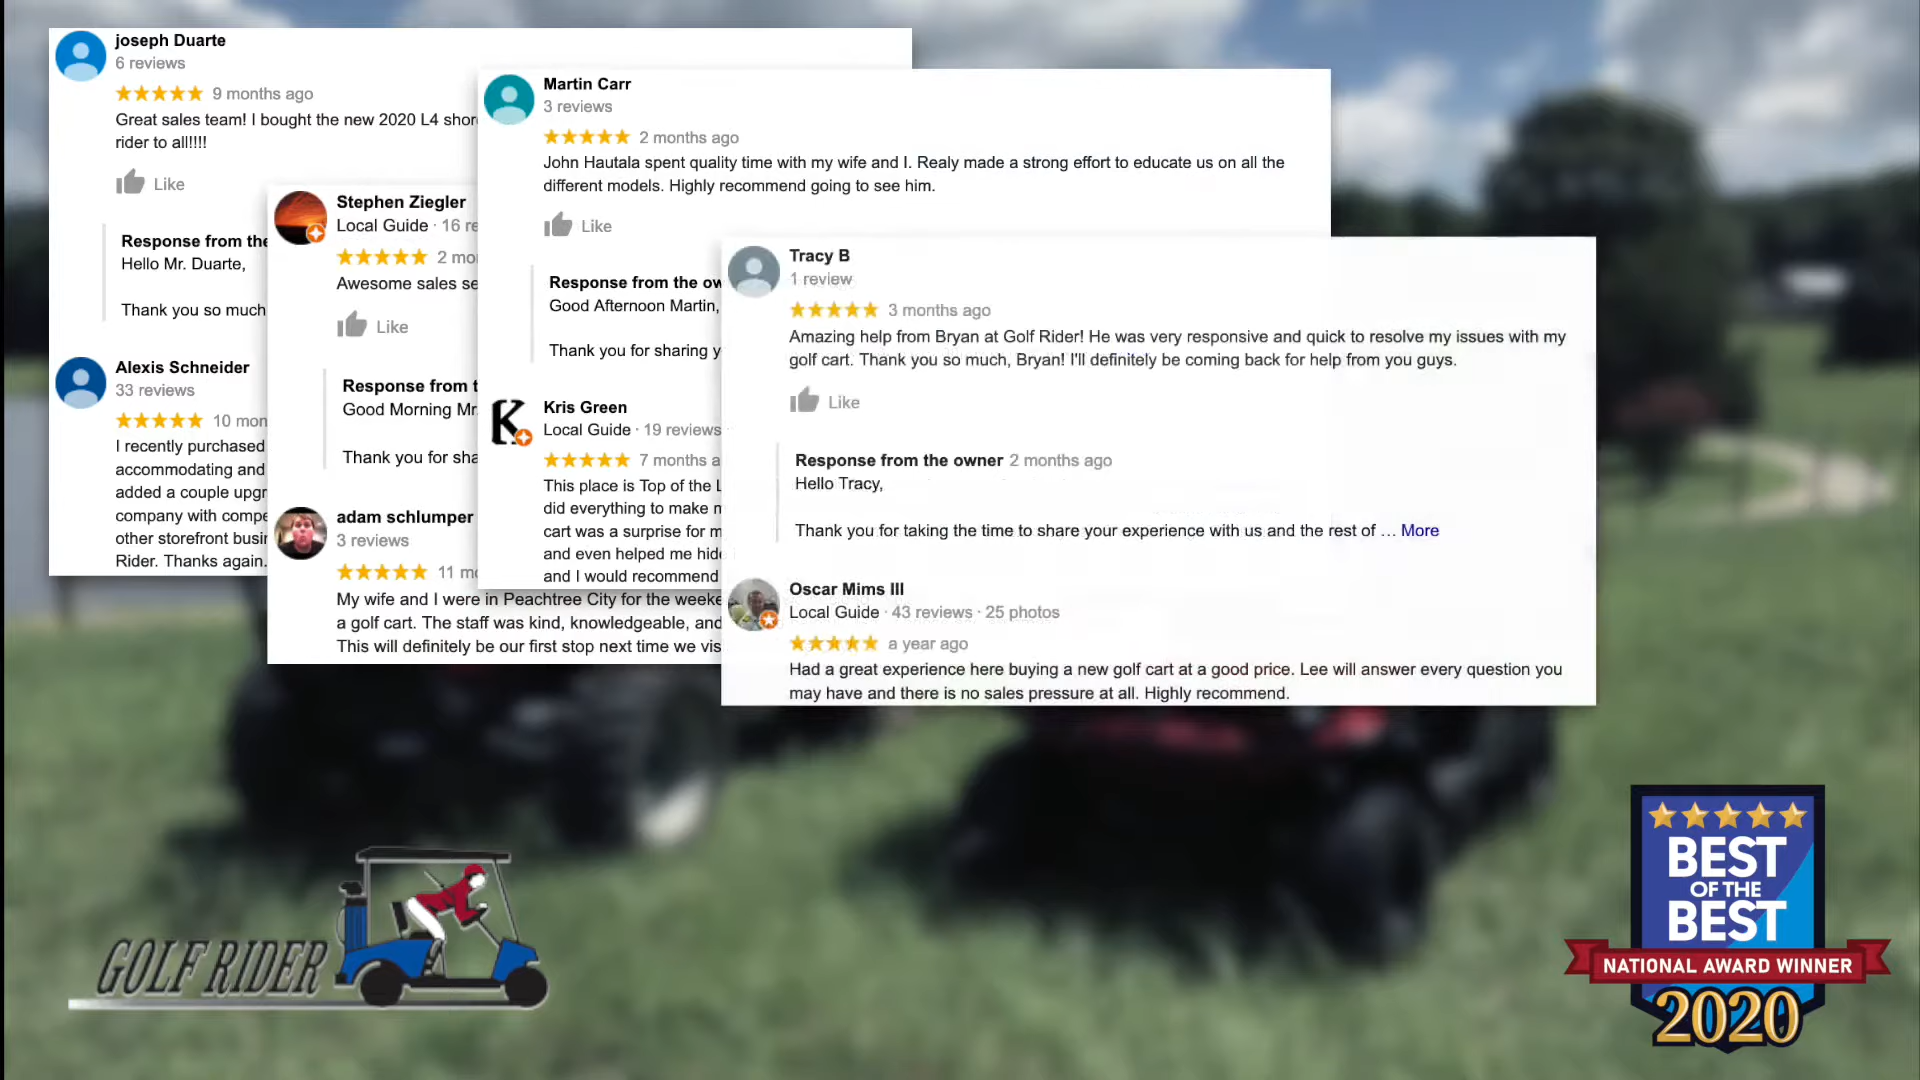 joseph Duarte
6 reviews
9 months ago
Great sales team! I bought the new 2020 L4
rider to all!!!!
Like
Response from the
Hello Mr. Duarte,
Thank you so much
Alexis Schneider
33 reviews
10 mon
I recently purchased
accommodating and
added a couple upgr
company with compe
other storefront busin
Rider. Thanks again.
Stephen Ziegler
Local Guide · 16 re
2 mo
Awesome sales se
Like
Response from t
Good Morning Mr.
Thank you for sha
adam schlumper
3 reviews
11 mo
My wife and I were in Peachtree City for the weeke
a golf cart. The staff was kind, knowledgeable, and
This will definitely be our first stop next time we vis
Martin Carr
3 reviews
2 months ago
John Hautala spent quality time with my wife and I. Realy made a strong effort to educate us on all the
different models. Highly recommend going to see him.
Like
Response from the ow
Good Afternoon Martin,
Thank you for sharing y
Kris Green
Local Guide · 19 reviews ·
7 months a
This place is Top of the L
did everything to make m
cart was a surprise for m
and even helped me hide
and I would recommend
Tracy B
1 review
3 months ago
Amazing help from Bryan at Golf Rider! He was very responsive and quick to resolve my issues with my
golf cart. Thank you so much, Bryan! I'll definitely be coming back for help from you guys.
Like
Response from the owner 2 months ago
Hello Tracy,
Thank you for taking the time to share your experience with us and the rest of … More
Oscar Mims III
Local Guide · 43 reviews · 25 photos
a year ago
Had a great experience here buying a new golf cart at a good price. Lee will answer every question you
may have and there is no sales pressure at all. Highly recommend.
GOLF RIDER
BEST
OF THE
BEST
NATIONAL AWARD WINNER
2020